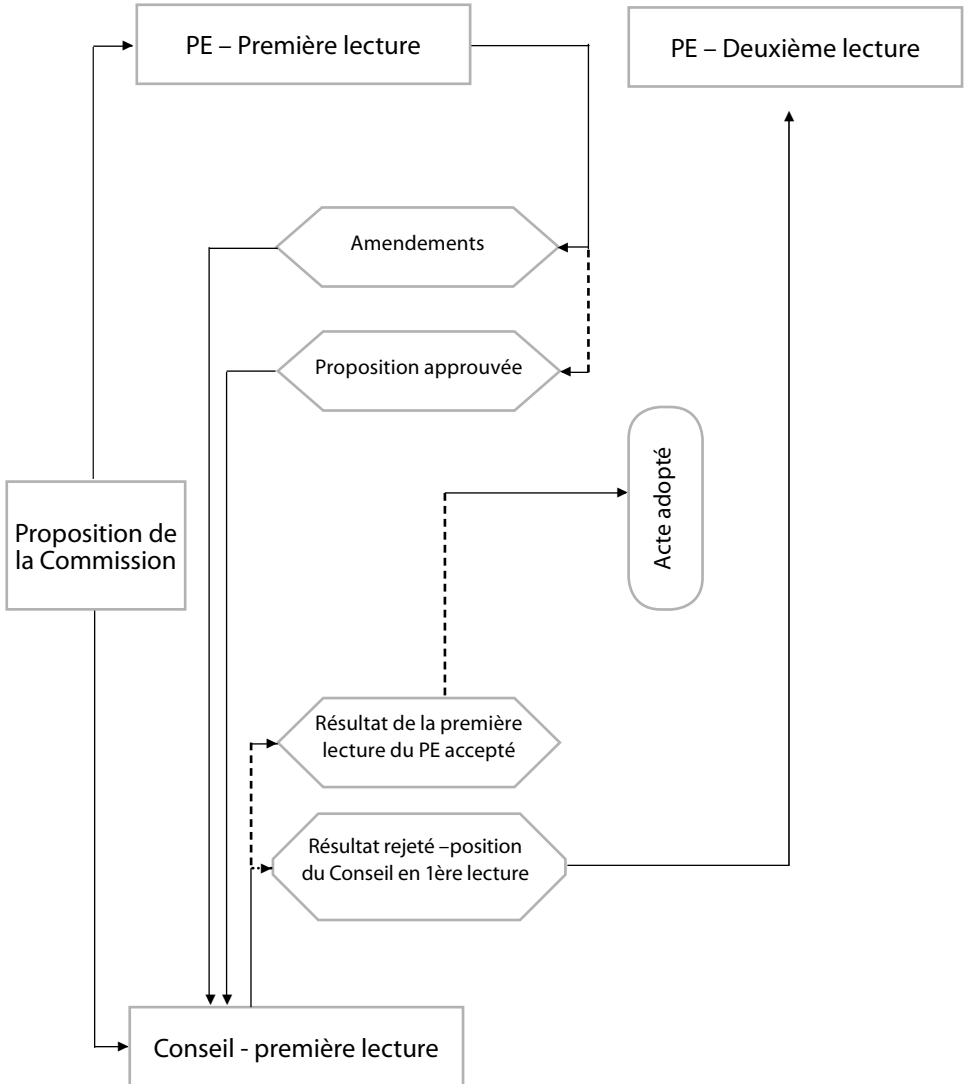 PE – Première lecture
PE – Deuxième lecture
Amendements
Proposition approuvée
Acte adopté
Proposition de
la Commission
Résultat de la première
lecture du PE accepté
Résultat rejeté –position
du Conseil en 1ère lecture
Conseil - première lecture